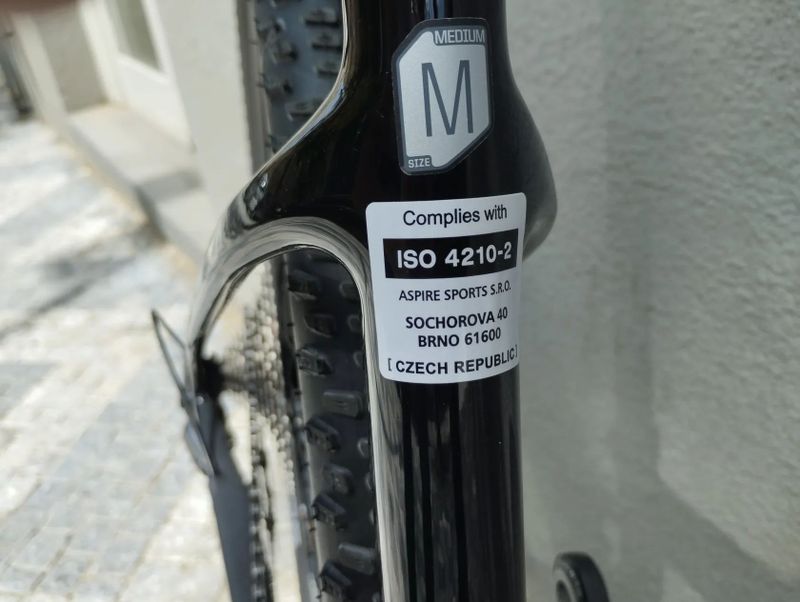 MEDIUM
M
SIZE
Complies with
ISO 4210-2
ASPIRE SPORTS S.R.O.
SOCHOROVA 40
BRNO 61600
[ CZECH REPUBLIC]